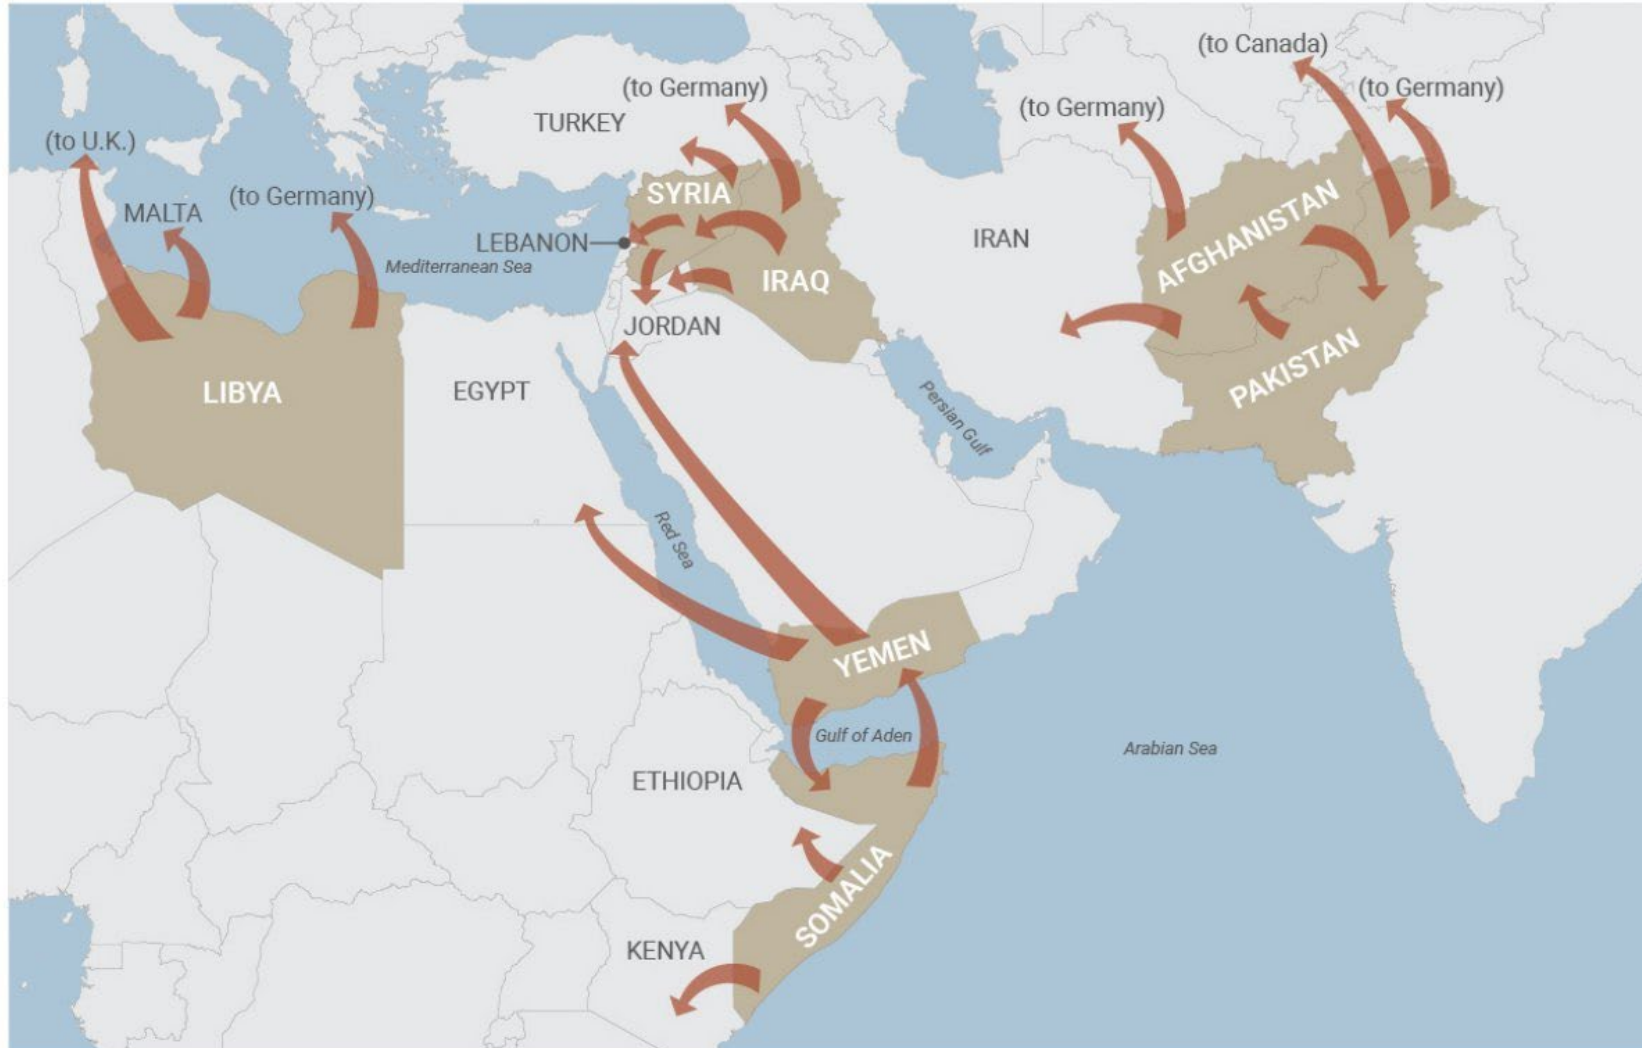 (to Canada)
(to Germany)
(to Germany)
(to Germany)
TURKEY
(to U.K.)
SYRIA
(to Germany)
MALTA
AFGHANISTAN
LEBANON
IRAN
Mediterranean Sea
IRAQ
JORDAN
PAKISTAN
LIBYA
EGYPT
Persian Gulf
Red Sea
YEMEN
Gulf of Aden
Arabian Sea
ETHIOPIA
SOMALIA
KENYA